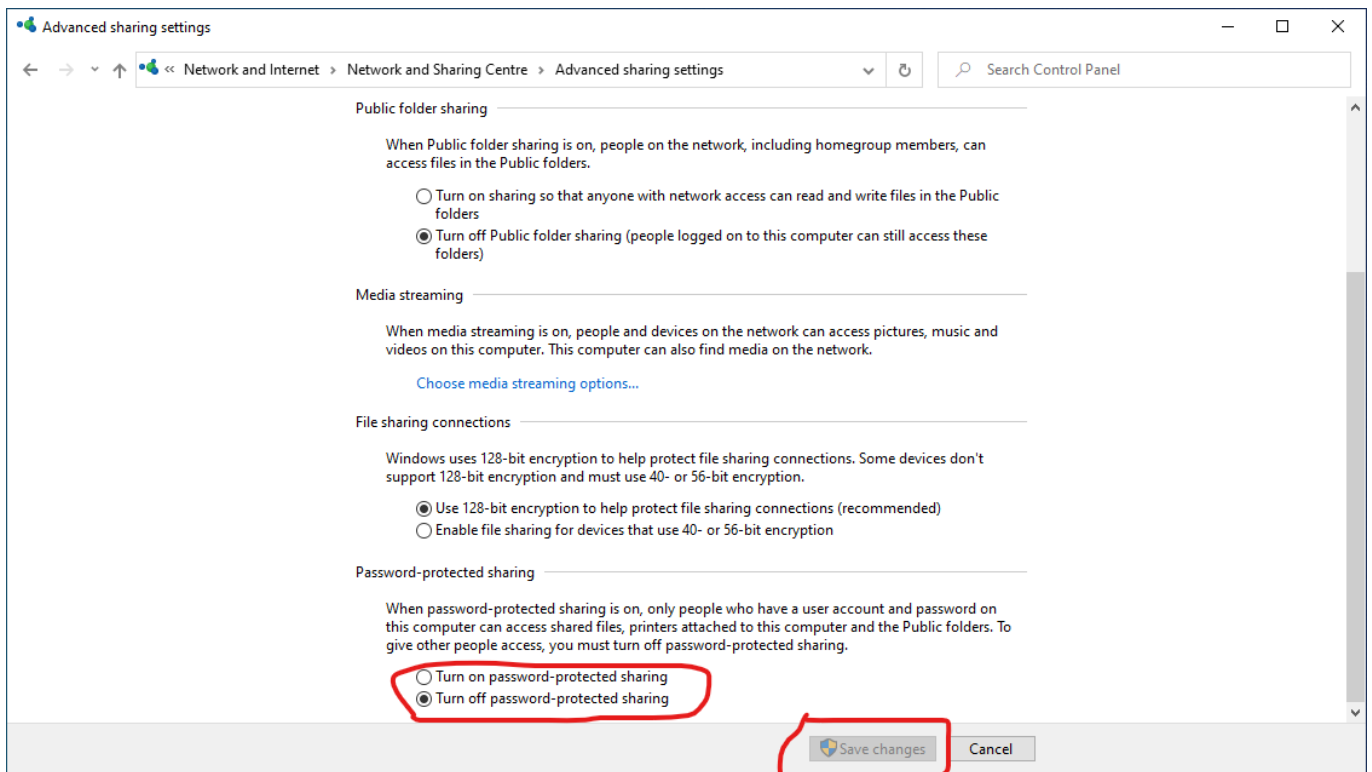 Advanced sharing settings
« Network and Internet > Network and Sharing Centre > Advanced sharing settings
Search Control Panel
Public folder sharing
When Public folder sharing is on, people on the network, including homegroup members, can
access files in the Public folders.
Turn on sharing so that anyone with network access can read and write files in the Public
folders
Turn off Public folder sharing (people logged on to this computer can still access these
folders)
Media streaming
When media streaming is on, people and devices on the network can access pictures, music and
videos on this computer. This computer can also find media on the network.
Choose media streaming options...
File sharing connections
Windows uses 128-bit encryption to help protect file sharing connections. Some devices don't
support 128-bit encryption and must use 40- or 56-bit encryption.
Use 128-bit encryption to help protect file sharing connections (recommended)
Enable file sharing for devices that use 40- or 56-bit encryption
Password-protected sharing
When password-protected sharing is on, only people who have a user account and password on
this computer can access shared files, printers attached to this computer and the Public folders. To
give other people access, you must turn off password-protected sharing.
Turn on password-protected sharing
Turn off password-protected sharing
Save changes
Cancel